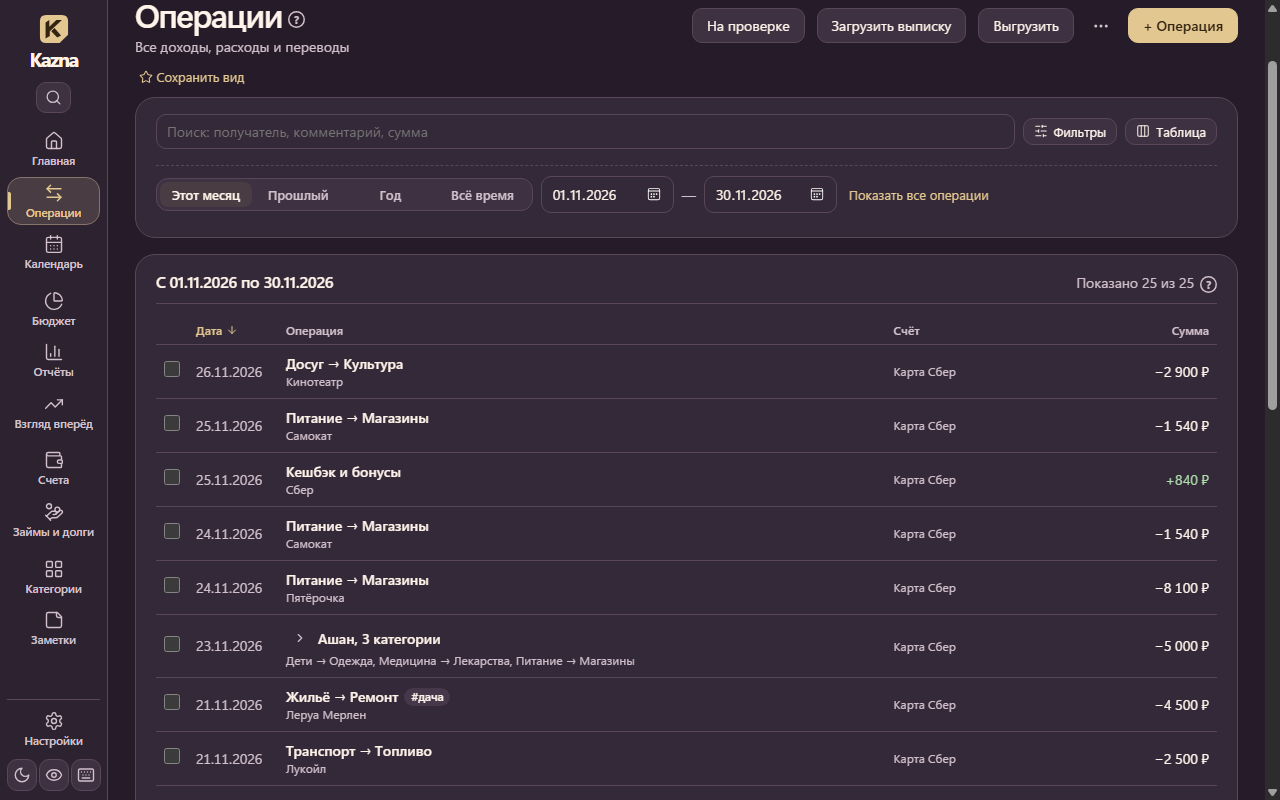 Kazna
Главная
Операции
Календарь
Бюджет
Отчёты
Взгляд вперёд
Счета
Займы и долги
Категории
Заметки
Настройки
Операции ?
Все доходы, расходы и переводы
На проверке
Загрузить выписку
Выгрузить
+ Операция
Сохранить вид
Поиск: получатель, комментарий, сумма
Фильтры
Таблица
Этот месяц Прошлый Год Всё время 01.11.2026 — 30.11.2026 Показать все операции
С 01.11.2026 по 30.11.2026 Показано 25 из 25 ?
Дата ↓ Операция Счёт Сумма
26.11.2026 Досуг → Культура Карта Сбер −2 900 ₽
Кинотеатр
25.11.2026 Питание → Магазины Карта Сбер −1 540 ₽
Самокат
25.11.2026 Кешбэк и бонусы Карта Сбер +840 ₽
Сбер
24.11.2026 Питание → Магазины Карта Сбер −1 540 ₽
Самокат
24.11.2026 Питание → Магазины Карта Сбер −8 100 ₽
Пятёрочка
23.11.2026 Ашан, 3 категории Карта Сбер −5 000 ₽
Дети → Одежда, Медицина → Лекарства, Питание → Магазины
21.11.2026 Жильё → Ремонт #дача Карта Сбер −4 500 ₽
Леруа Мерлен
21.11.2026 Транспорт → Топливо Карта Сбер −2 500 ₽
Лукойл